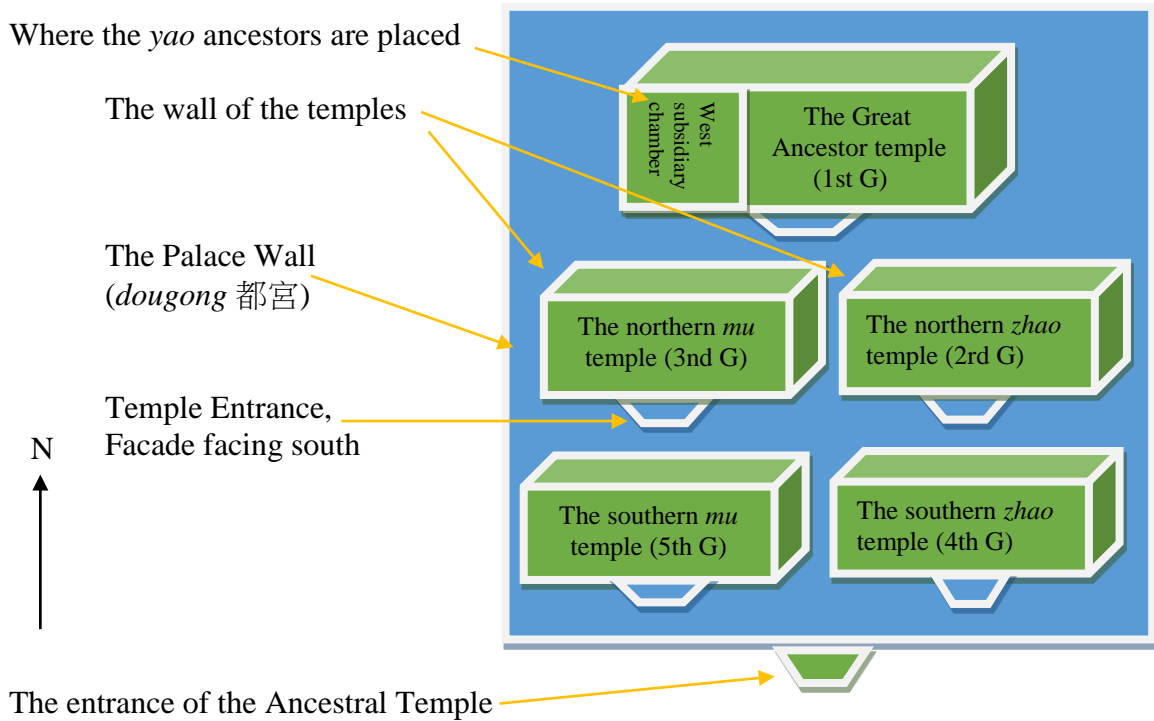 Where the yao ancestors are placed
The wall of the temples
The Palace Wall
(dougong 都宮)
Temple Entrance,
Facade facing south
N
The entrance of the Ancestral Temple
West
subsidiary
chamber
The Great
Ancestor temple
(1st G)
The northern mu
temple (3nd G)
The northern zhao
temple (2rd G)
The southern mu
temple (5th G)
The southern zhao
temple (4th G)